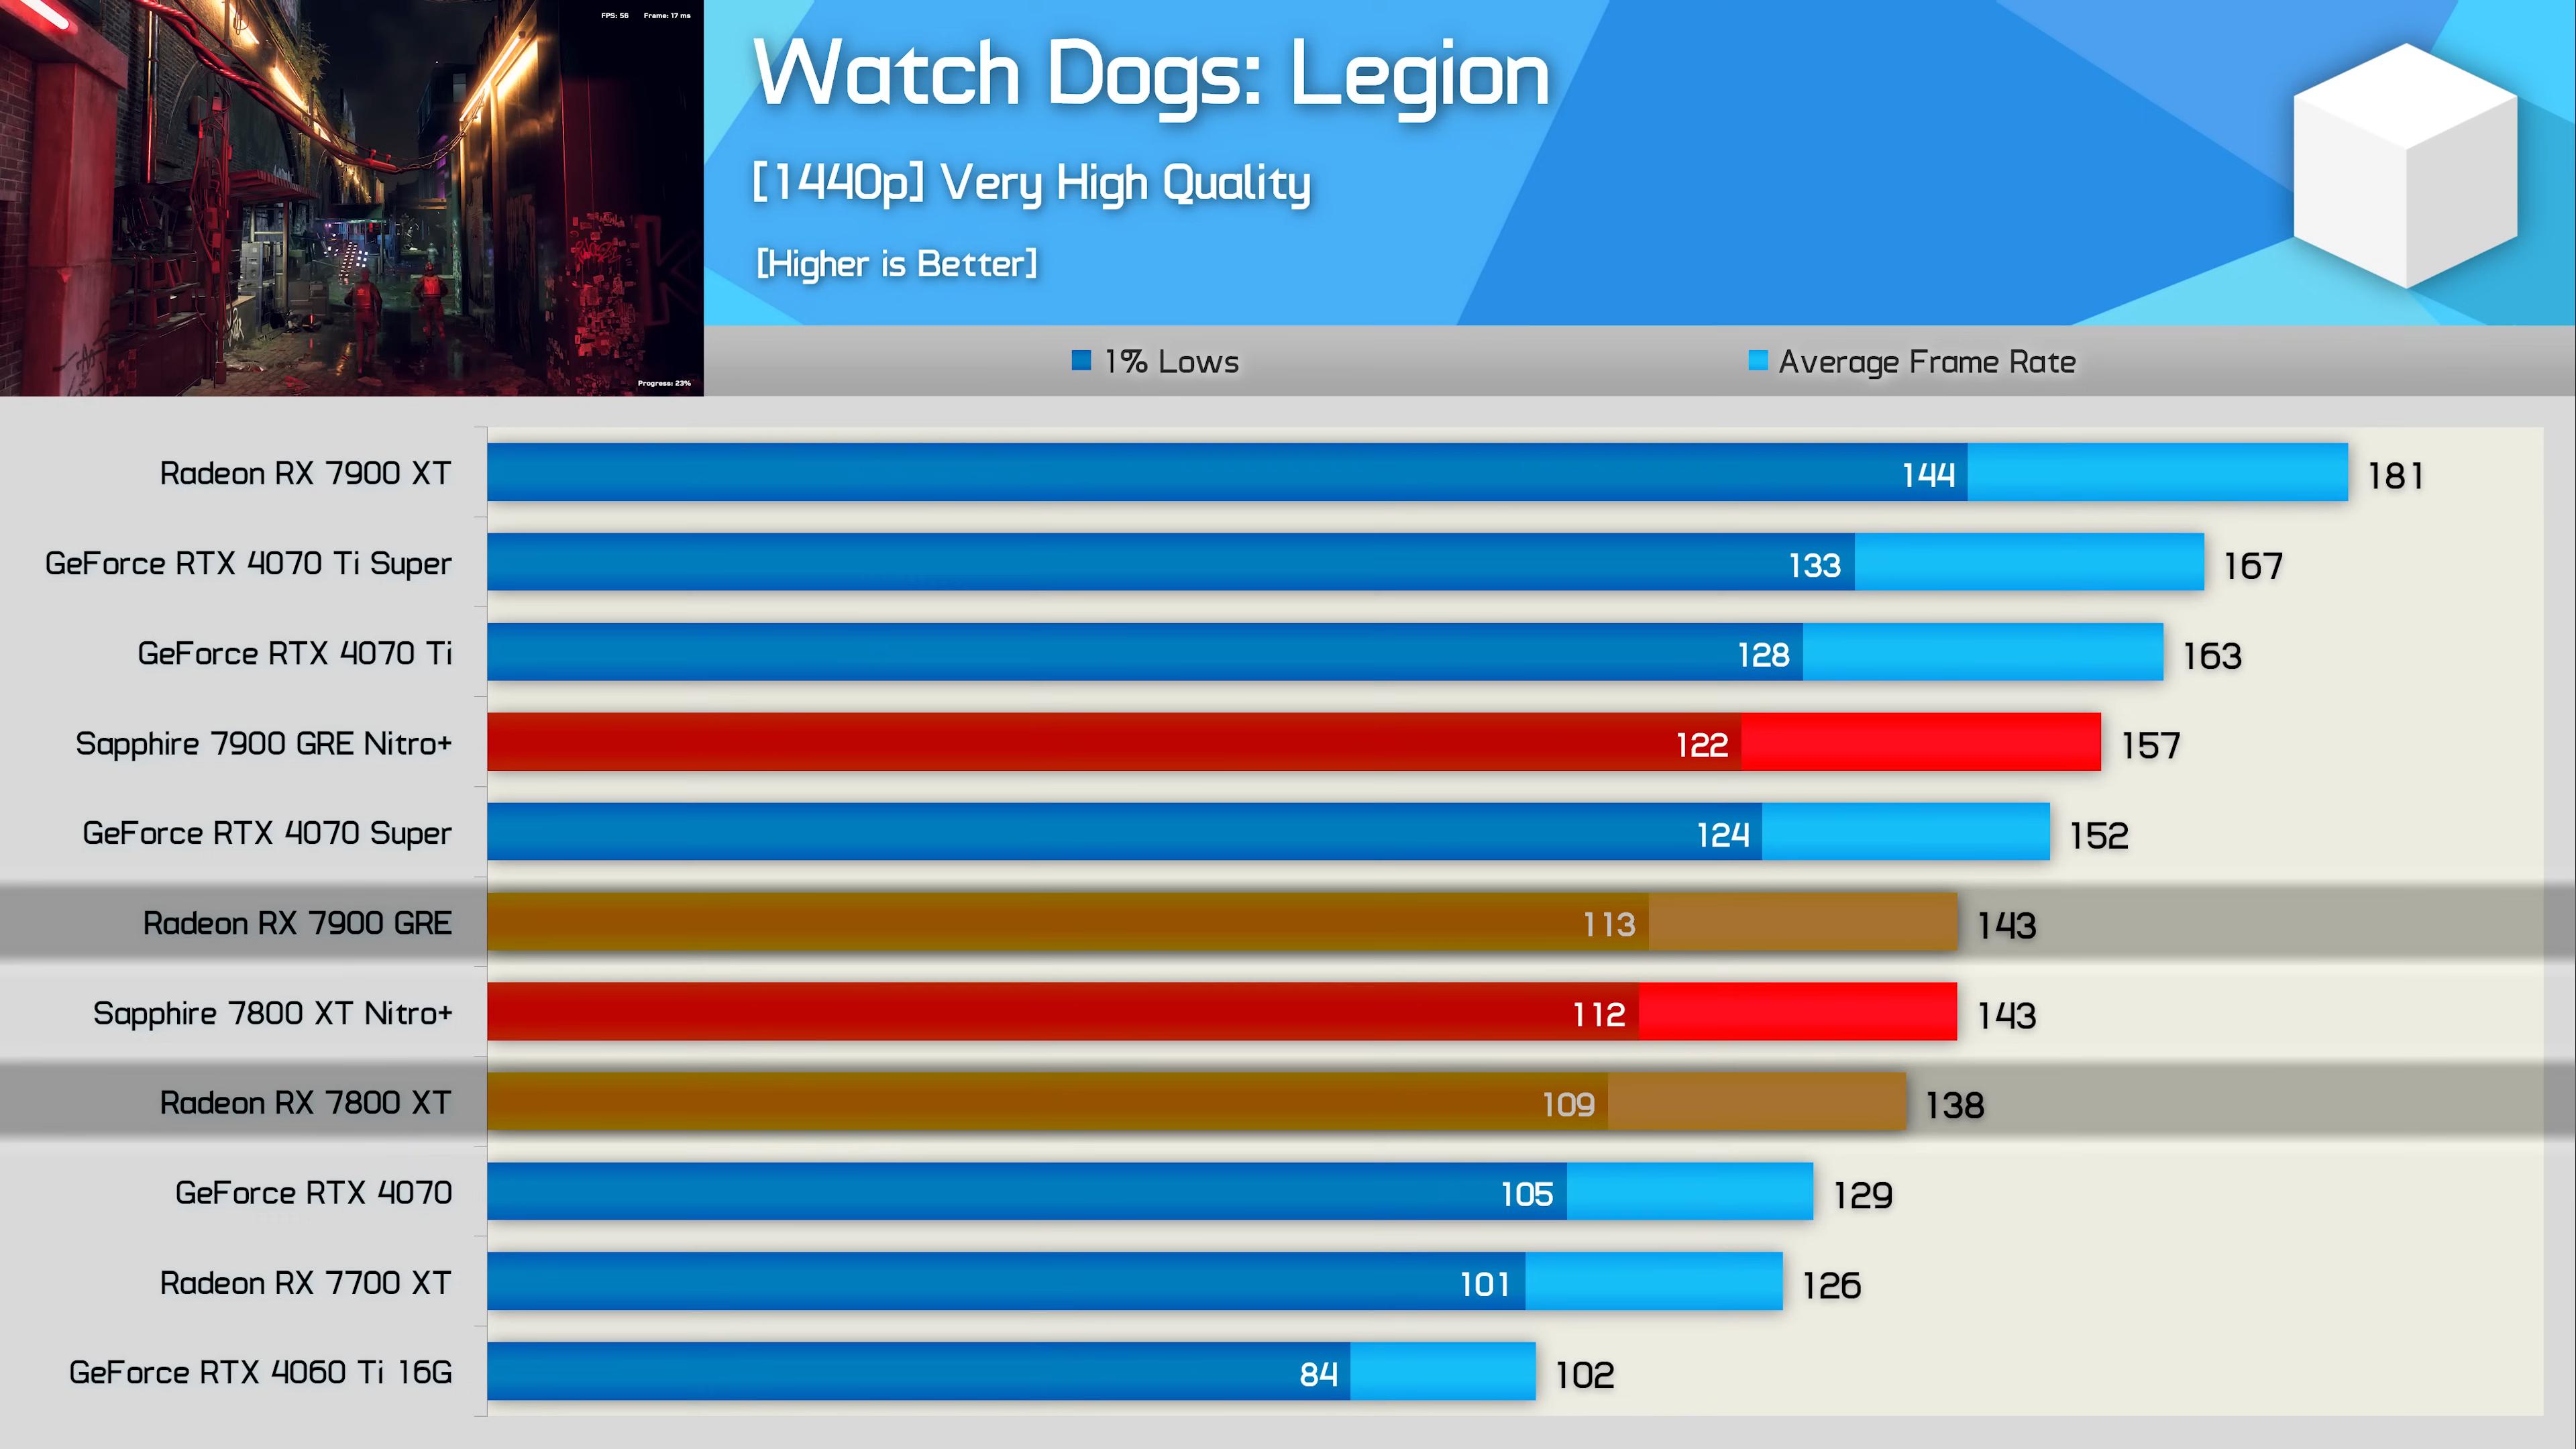 FPS: 56 Frame: 17 ms
Progress: 23%
Watch Dogs: Legion
[1440p] Very High Quality
[Higher is Better]
1% Lows
Average Frame Rate
Radeon RX 7900 XT 144 181
GeForce RTX 4070 Ti Super 133 167
GeForce RTX 4070 Ti 128 163
Sapphire 7900 GRE Nitro+ 122 157
GeForce RTX 4070 Super 124 152
Radeon RX 7900 GRE 113 143
Sapphire 7800 XT Nitro+ 112 143
Radeon RX 7800 XT 109 138
GeForce RTX 4070 105 129
Radeon RX 7700 XT 101 126
GeForce RTX 4060 Ti 16G 84 102